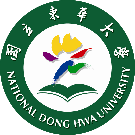 國立東華大學
NATIONAL DONG HWA UNIVERSITY